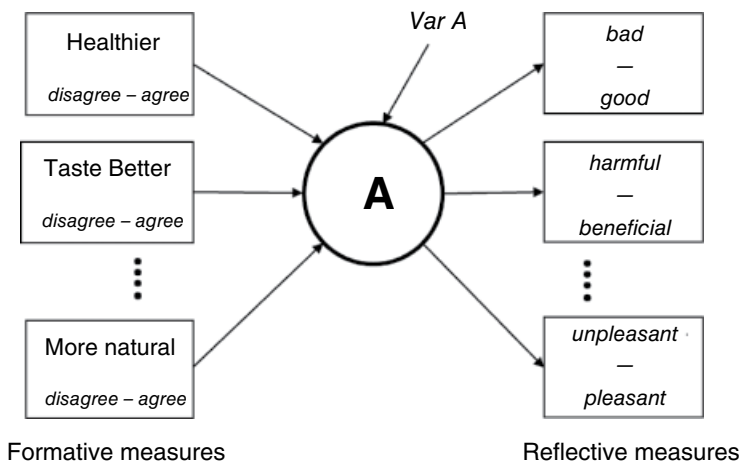 Healthier
disagree – agree
Taste Better
disagree – agree
More natural
disagree – agree
Formative measures
Var A
A
bad
—
good
harmful
—
beneficial
unpleasant
—
pleasant
Reflective measures